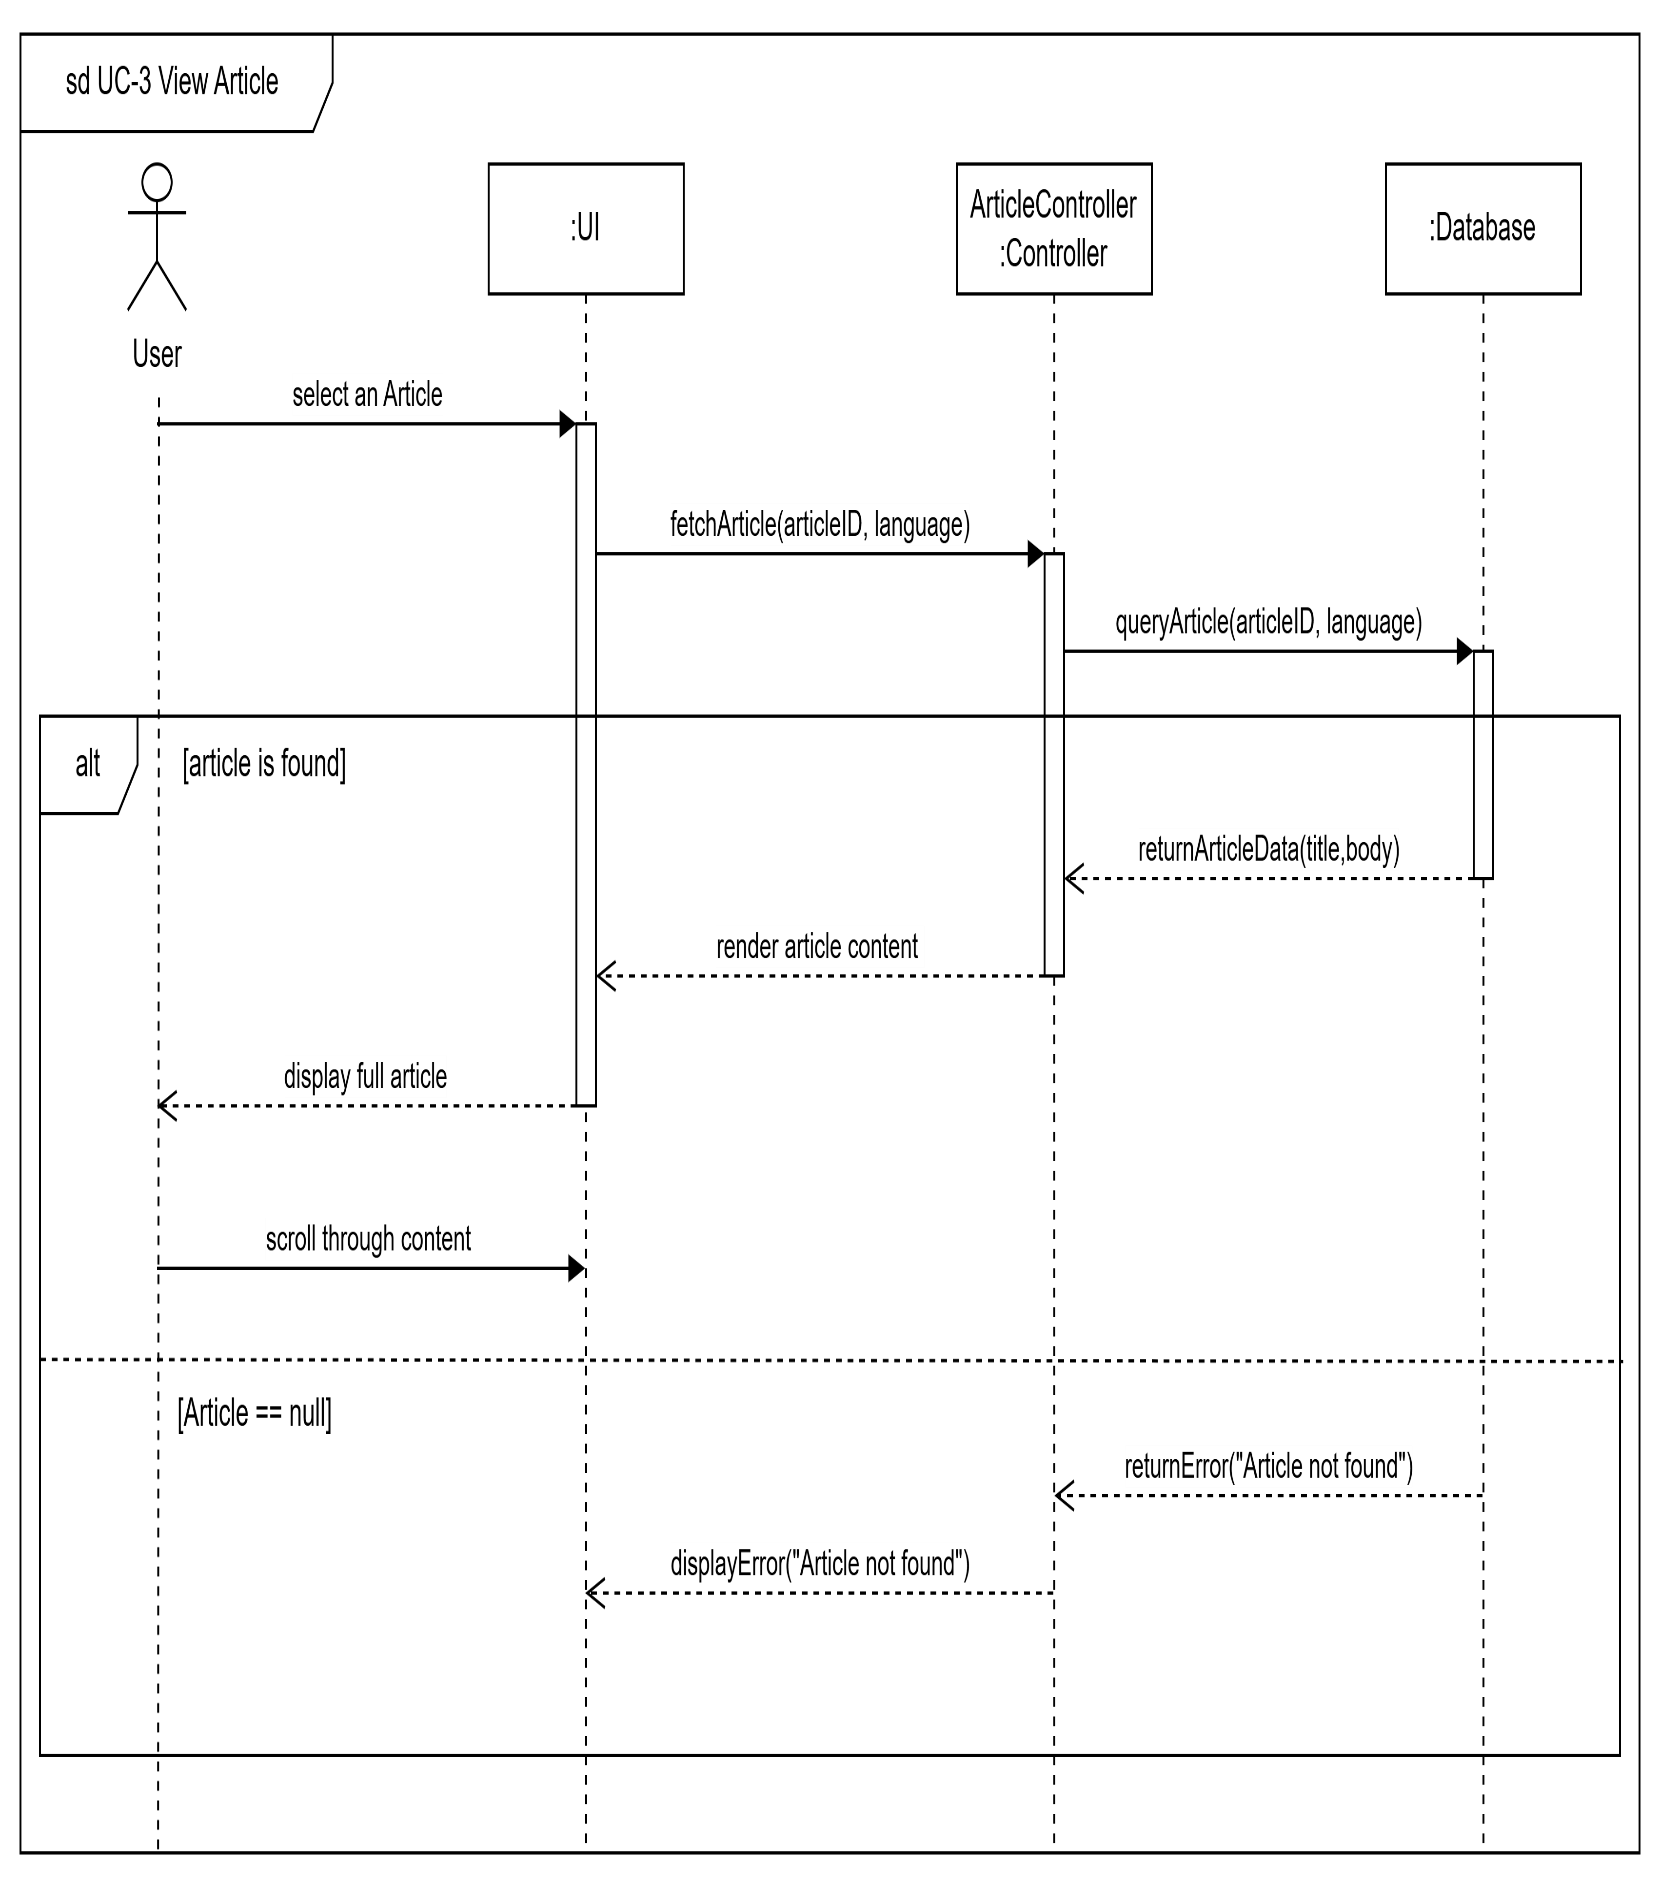 sd UC-3 View Article
:UI
ArticleController
:Controller
:Database
User
select an Article
fetchArticle(articleID, language)
queryArticle(articleID, language)
alt
[article is found]
returnArticleData(title,body)
render article content
display full article
scroll through content
[Article == null]
returnError("Article not found")
displayError("Article not found")